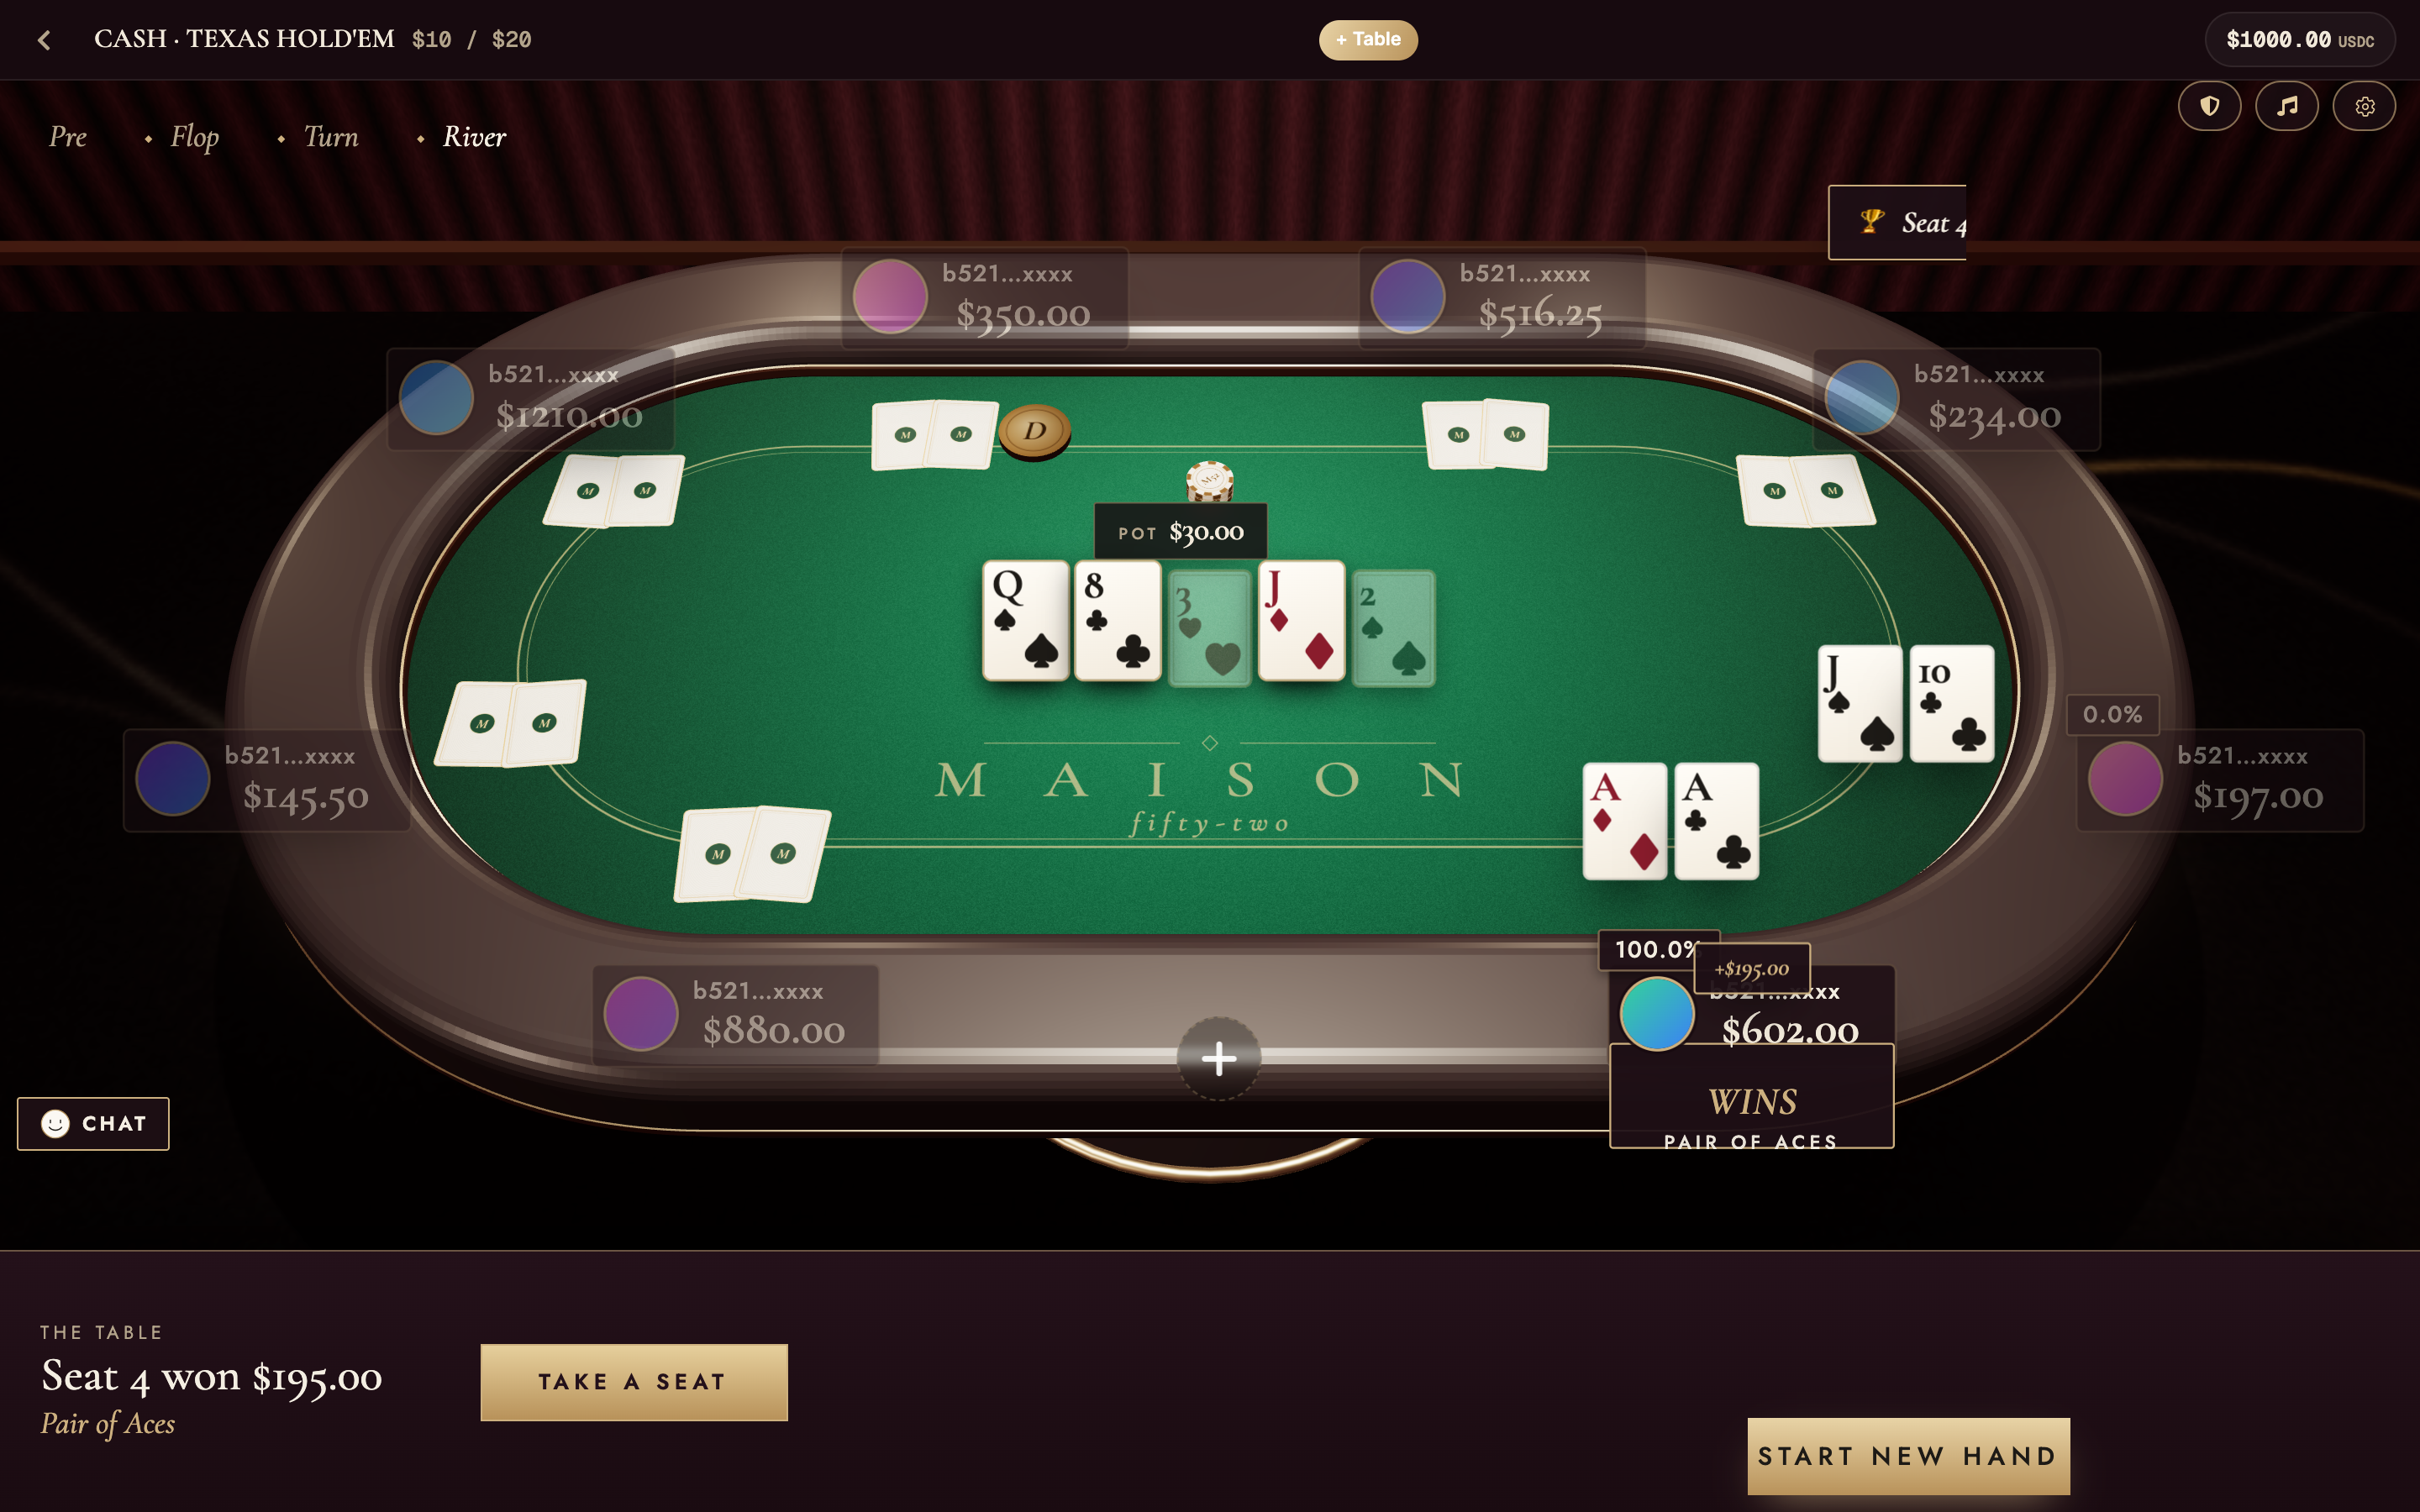 CASH · TEXAS HOLD'EM $10 / $20
+ Table
$1000.00 USDC
Pre
Flop
Turn
River
Seat 4
b521...xxxx
$350.00
b521...xxxx
$516.25
b521...xxxx
$1210.00
b521...xxxx
$234.00
M M
D
M M
M M
M M
POT $30.00
Q
8
3
J
2
J
10
M M
0.0%
b521...xxxx
$145.50
b521...xxxx
$197.00
MAISON
fifty-two
A
A
M M
100.0%
+$195.00
b521...xxxx
$880.00
b521...xxxx
$602.00
WINS
PAIR OF ACES
CHAT
THE TABLE
Seat 4 won $195.00
Pair of Aces
TAKE A SEAT
START NEW HAND